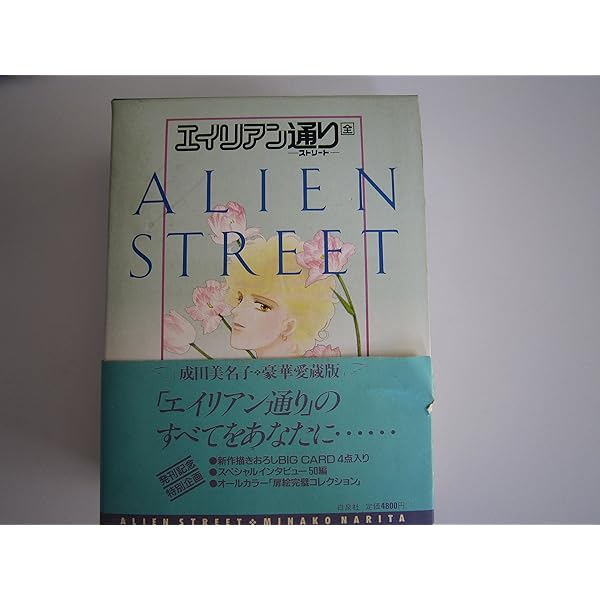 エイリアン通り 全
ストリート
ALIEN
STREET
成田美名子❖豪華愛蔵版
「エイリアン通り」の
すべてをあなたに……
発刊記念
特別企画
●新作描きおろしBIG CARD 4点入り
●スペシャルインタビュー50編
●オールカラー「扉絵完璧コレクション」
白泉社 定価4800円
ALIEN STREET❖MINAKO NARITA